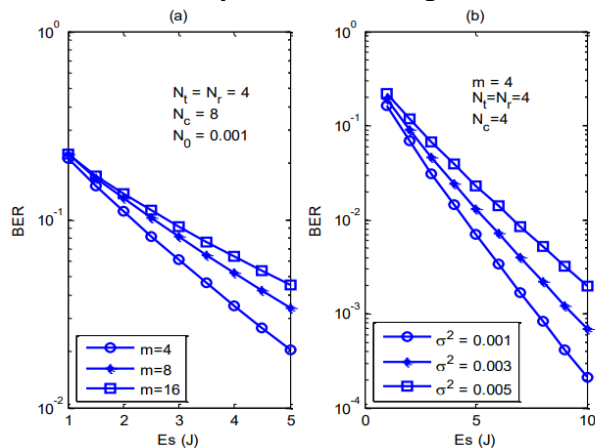 (a)
10^0
N_t = N_r = 4
N_c = 8
N_0 = 0.001
10^-1
BER
m=4
m=8
m=16
10^-2
1 2 3 4 5
Es (J)
(b)
10^0
m = 4
N_t=N_r=4
N_c=4
10^-1
10^-2
BER
10^-3
σ^2 = 0.001
σ^2 = 0.003
σ^2 = 0.005
10^-4
0 5 10
Es (J)